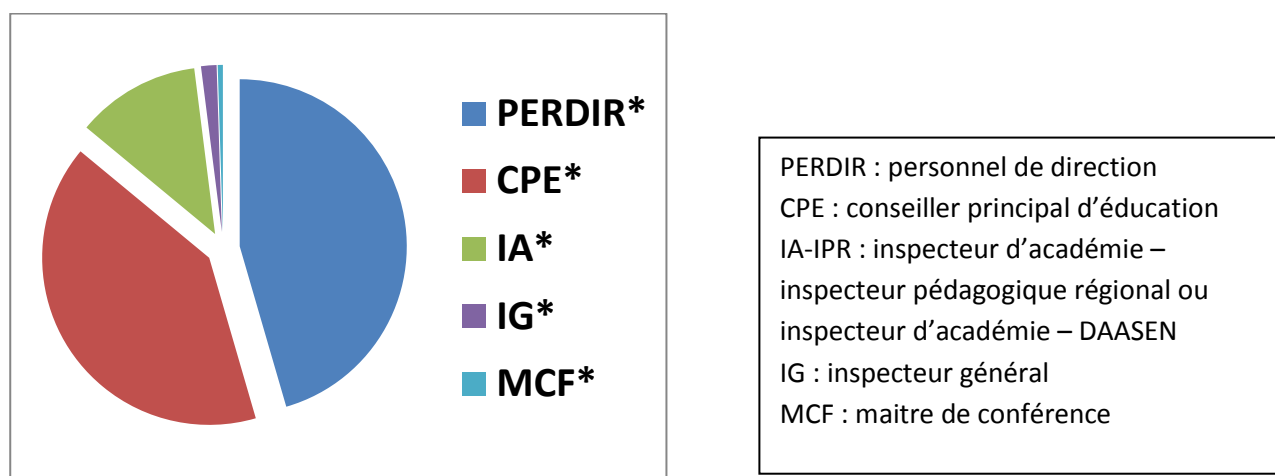 PERDIR*
CPE*
IA*
IG*
MCF*
PERDIR : personnel de direction
CPE : conseiller principal d’éducation
IA-IPR : inspecteur d’académie –
inspecteur pédagogique régional ou
inspecteur d’académie – DAASEN
IG : inspecteur général
MCF : maitre de conférence